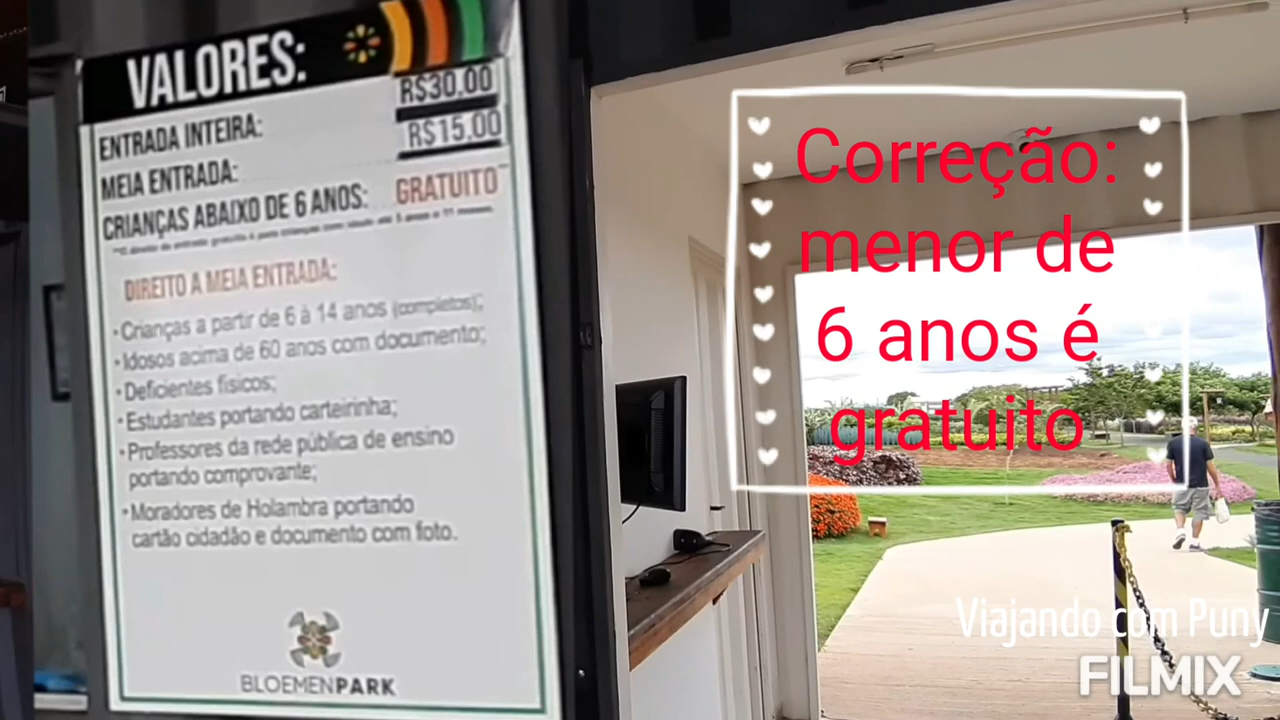 VALORES:
ENTRADA INTEIRA: R$30.00
MEIA ENTRADA: R$15.00
CRIANÇAS ABAIXO DE 6 ANOS: GRATUITO
DIREITO A MEIA ENTRADA:
• Crianças a partir de 6 à 14 anos (completos);
• Idosos acima de 60 anos com documento;
• Deficientes físicos;
• Estudantes portando carteirinha;
• Professores da rede pública de ensino
portando comprovante;
• Moradores de Holambra portando
cartão cidadão e documento com foto.
BLOEMENPARK
Correção:
menor de
6 anos é
gratuito
Viajando com Puny
FILMIX